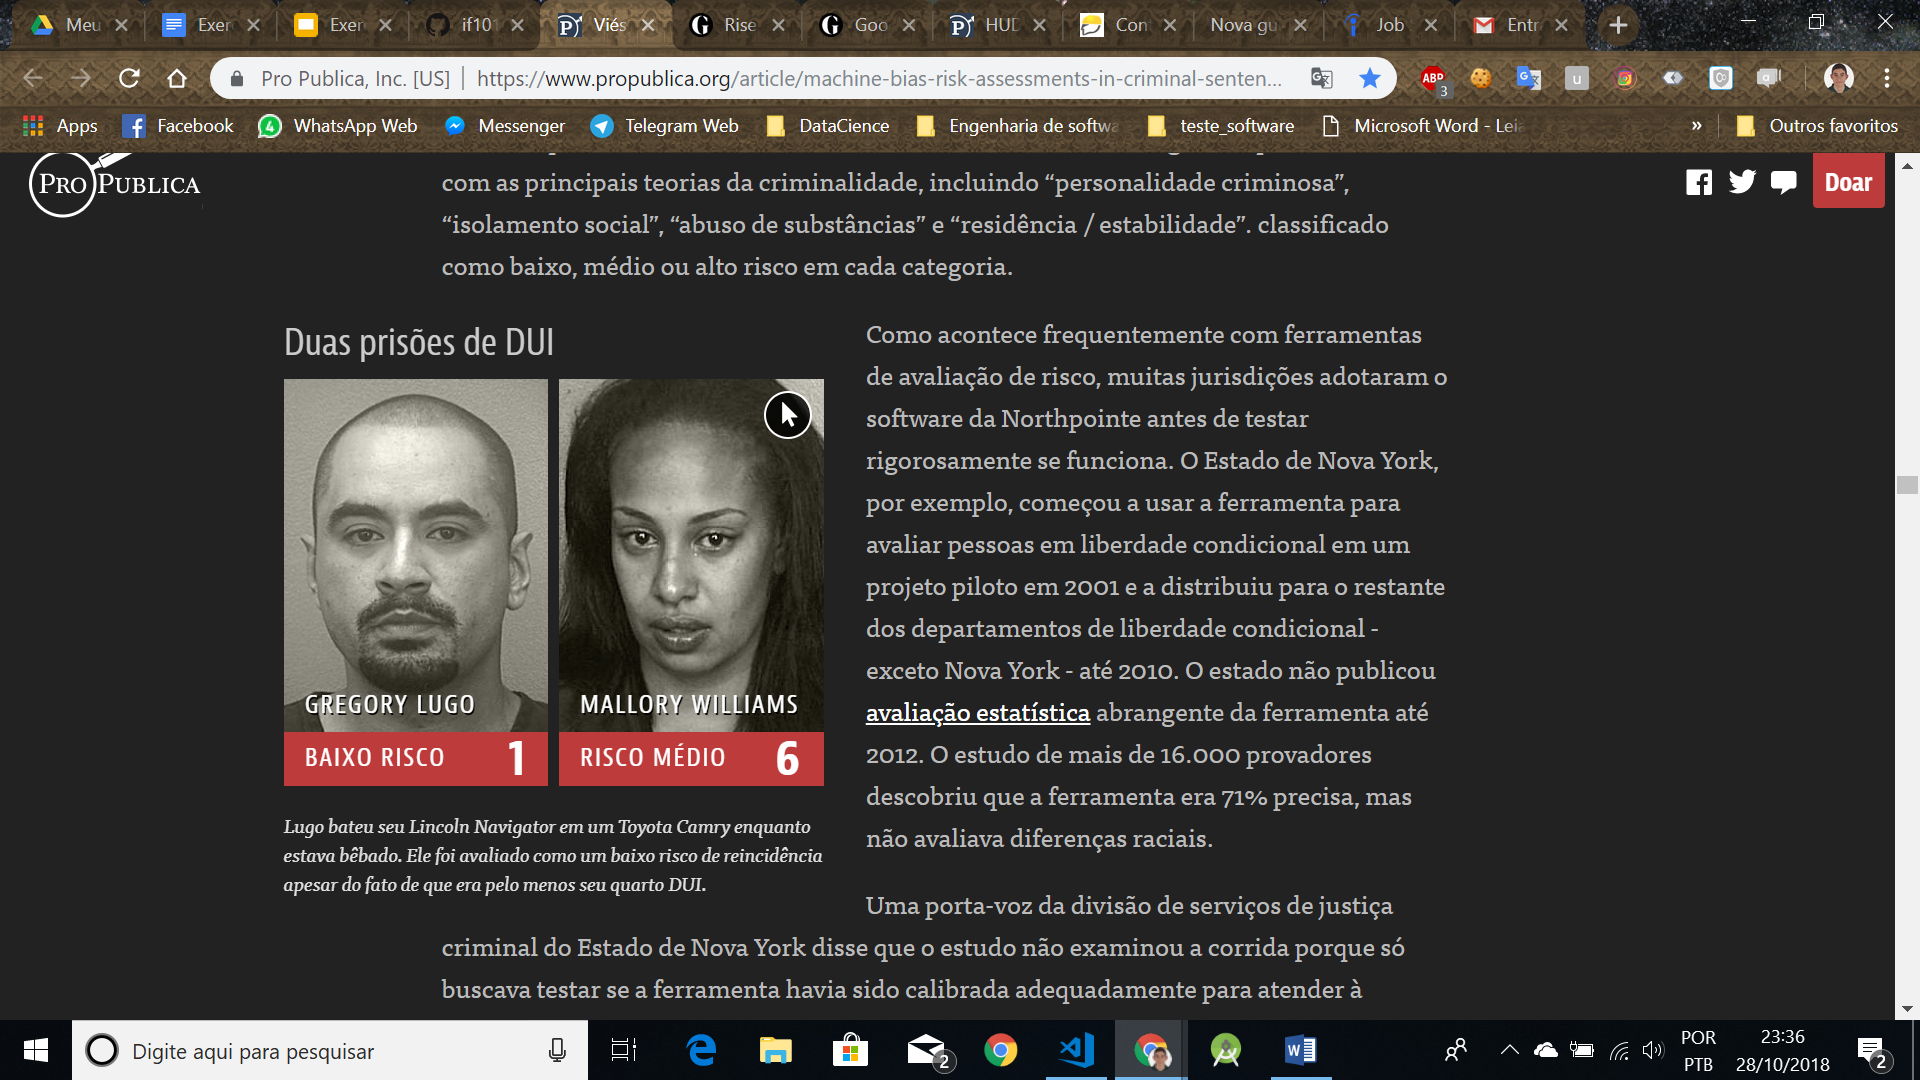 Meu
Exer
Exer
if101
Viés
Rise
Goo
HUD
Con
Nova gu
Job
Entr
Pro Publica, Inc. [US]
https://www.propublica.org/article/machine-bias-risk-assessments-in-criminal-senten...
ABP
3
u
Apps
Facebook
4
WhatsApp Web
Messenger
Telegram Web
DataCience
Engenharia de softwa
teste_software
Microsoft Word - Lei
»
Outros favoritos
PROPUBLICA
Doar
com as principais teorias da criminalidade, incluindo “personalidade criminosa”,
“isolamento social”, “abuso de substâncias” e “residência / estabilidade”. classificado
como baixo, médio ou alto risco em cada categoria.
Duas prisões de DUI
GREGORY LUGO
BAIXO RISCO 1
MALLORY WILLIAMS
RISCO MÉDIO 6
Lugo bateu seu Lincoln Navigator em um Toyota Camry enquanto
estava bêbado. Ele foi avaliado como um baixo risco de reincidência
apesar do fato de que era pelo menos seu quarto DUI.
Como acontece frequentemente com ferramentas
de avaliação de risco, muitas jurisdições adotaram o
software da Northpointe antes de testar
rigorosamente se funciona. O Estado de Nova York,
por exemplo, começou a usar a ferramenta para
avaliar pessoas em liberdade condicional em um
projeto piloto em 2001 e a distribuiu para o restante
dos departamentos de liberdade condicional -
exceto Nova York - até 2010. O estado não publicou
avaliação estatística abrangente da ferramenta até
2012. O estudo de mais de 16.000 provadores
descobriu que a ferramenta era 71% precisa, mas
não avaliava diferenças raciais.
Uma porta-voz da divisão de serviços de justiça
criminal do Estado de Nova York disse que o estudo não examinou a corrida porque só
buscava testar se a ferramenta havia sido calibrada adequadamente para atender à
Digite aqui para pesquisar
2
POR
PTB
23:36
28/10/2018
2